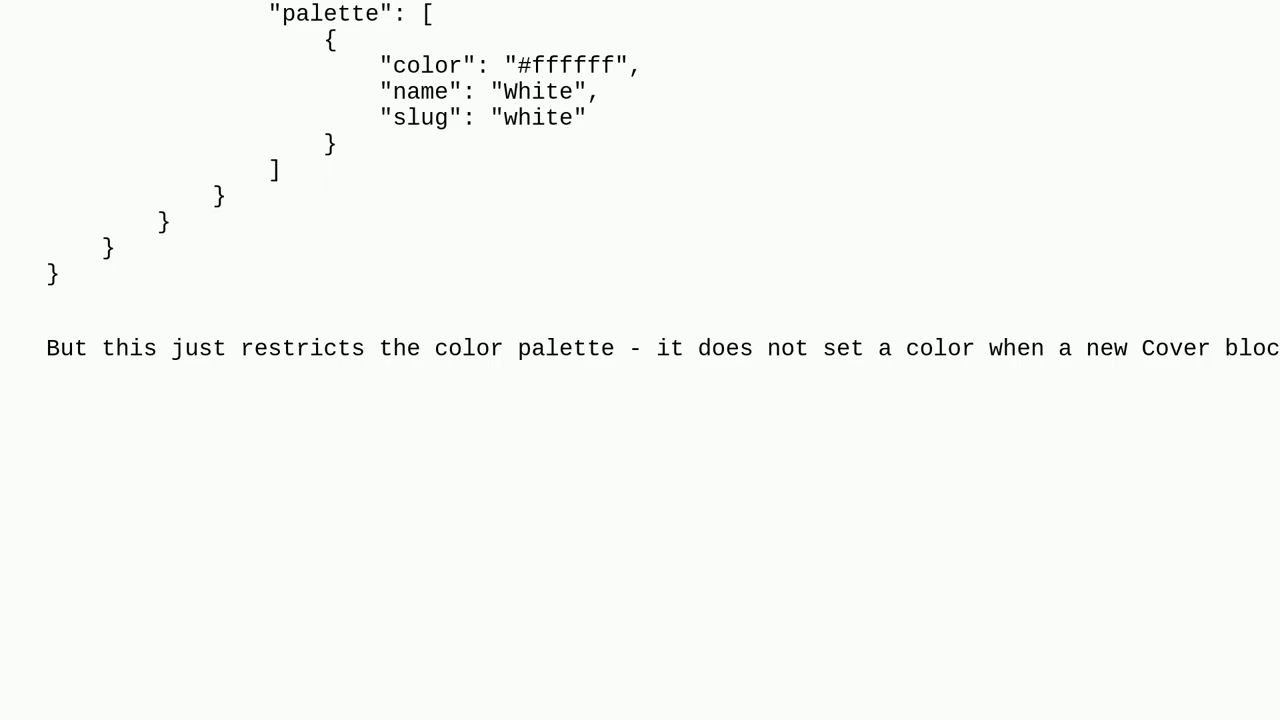 "palette": [
{
"color": "#ffffff",
"name": "White",
"slug": "white"
}
]
}
}
}
}
But this just restricts the color palette - it does not set a color when a new Cover